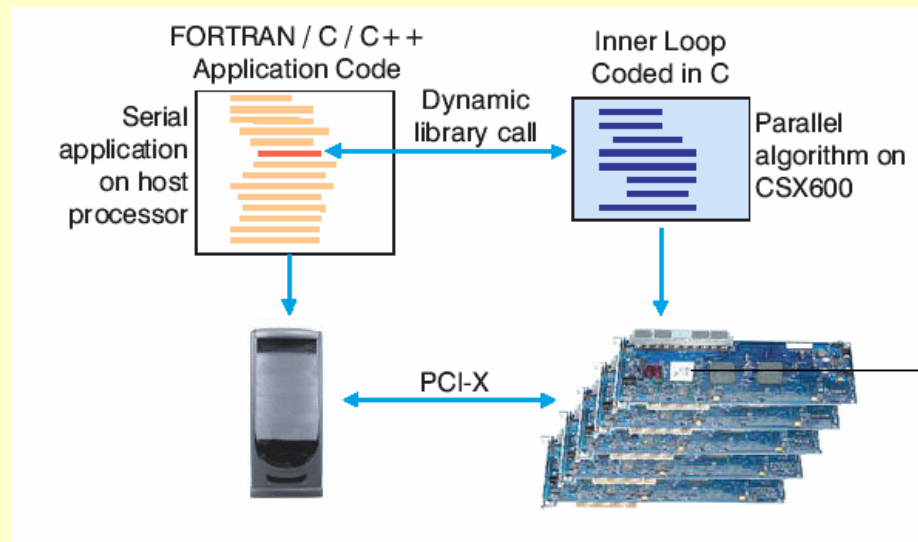 FORTRAN / C / C++
Application Code
Inner Loop
Coded in C
Serial
application
on host
processor
Dynamic
library call
Parallel
algorithm on
CSX600
PCI-X